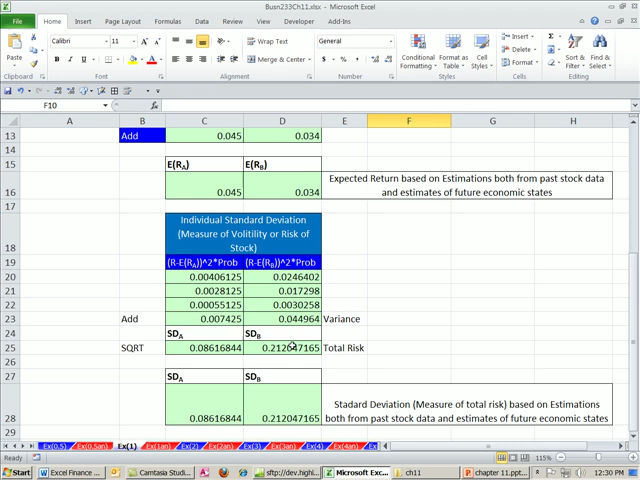 Busn233Ch11.xlsx - Microsoft Excel
File Home Insert Page Layout Formulas Data Review View Developer Add-Ins
Calibri 11 Wrap Text General Insert
Paste Merge & Center Conditional Formatting Format as Table Cell Styles Delete Format Sort & Filter Find & Select
Clipboard Font Alignment Number Styles Cells Editing
F10 fx
A B C D E F G H
13 Add 0.045 0.034
14
15 E(RA) E(RB)
16 0.045 0.034 Expected Return based on Estimations both from past stock data
and estimates of future economic states
17
Individual Standard Deviation
(Measure of Volitility or Risk of
18 Stock)
19 (R-E(RA))^2*Prob (R-E(RB))^2*Prob
20 0.00406125 0.0246402
21 0.0028125 0.017298
22 0.00055125 0.0030258
23 Add 0.007425 0.044964 Variance
24 SDA SDB
25 SQRT 0.08616844 0.212047165 Total Risk
26
27 SDA SDB
Stadard Deviation (Measure of total risk) based on Estimations
28 0.08616844 0.212047165 both from past stock data and estimates of future economic states
29
Ex(0.5) Ex(0.5an) Ex(1) Ex(1an) Ex(2) Ex(2an) Ex(3) Ex(3an) Ex(4) Ex(4an) Ex
Ready 115%
Start Excel Finance ... Camtasia Studi... sftp://dev.highl... Microsoft Exc... ch11 chapter 11.ppt... 12:30 PM